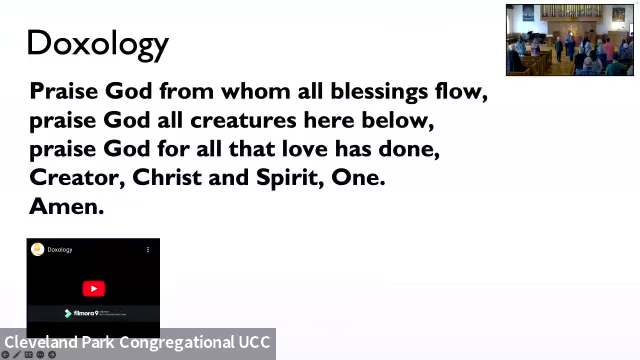 Doxology
Praise God from whom all blessings flow,
praise God all creatures here below,
praise God for all that love has done,
Creator, Christ and Spirit, One.
Amen.
Doxology
filmora9
Cleveland Park Congregational UCC